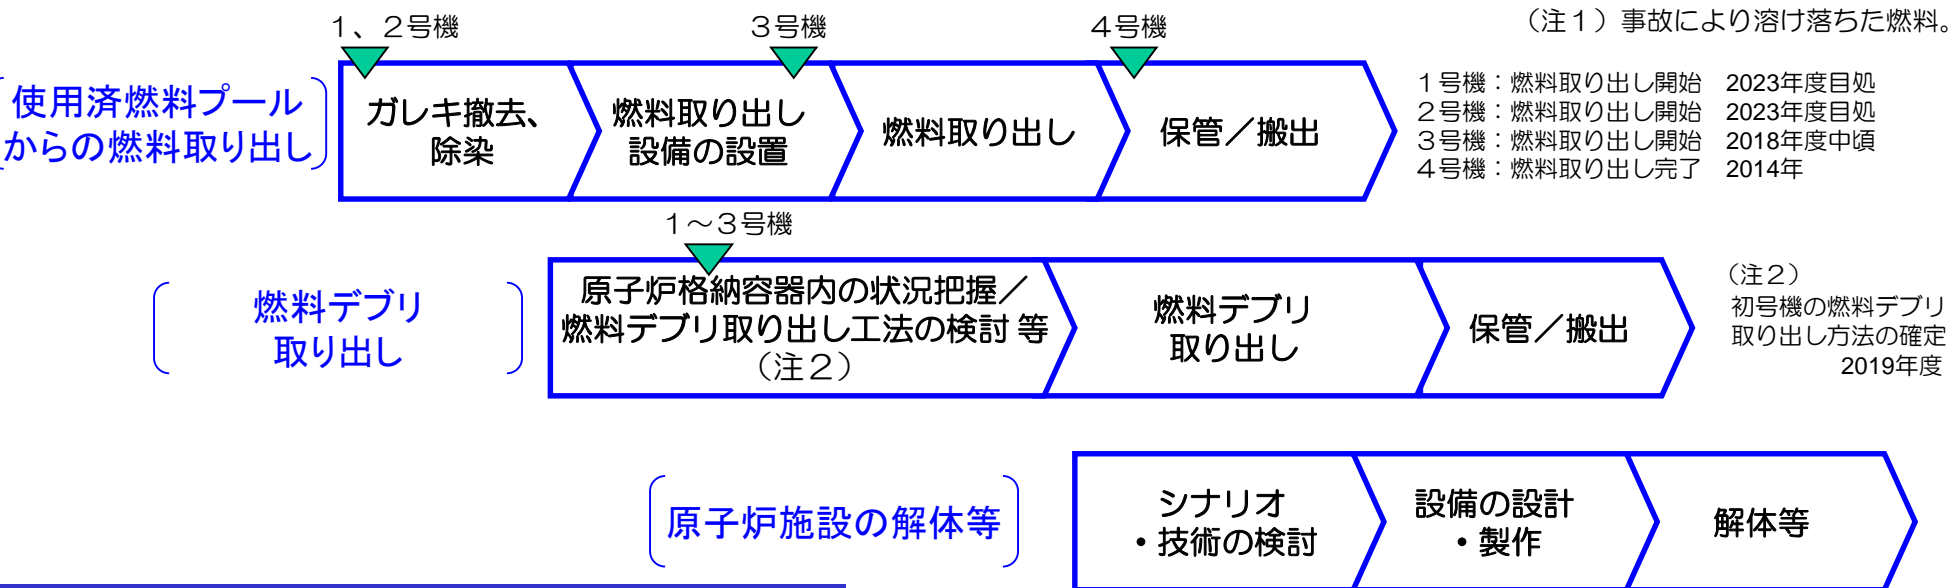 １、２号機
３号機
４号機
（注１）事故により溶け落ちた燃料。
使用済燃料プール
からの燃料取り出し
ガレキ撤去、
除染
燃料取り出し
設備の設置
燃料取り出し
保管／搬出
１号機：燃料取り出し開始　2023年度目処
２号機：燃料取り出し開始　2023年度目処
３号機：燃料取り出し開始　2018年度中頃
４号機：燃料取り出し完了　2014年
１～３号機
燃料デブリ
取り出し
原子炉格納容器内の状況把握／
燃料デブリ取り出し工法の検討 等
（注２）
燃料デブリ
取り出し
保管／搬出
（注２）
初号機の燃料デブリ
取り出し方法の確定
2019年度
原子炉施設の解体等
シナリオ
・技術の検討
設備の設計
・製作
解体等